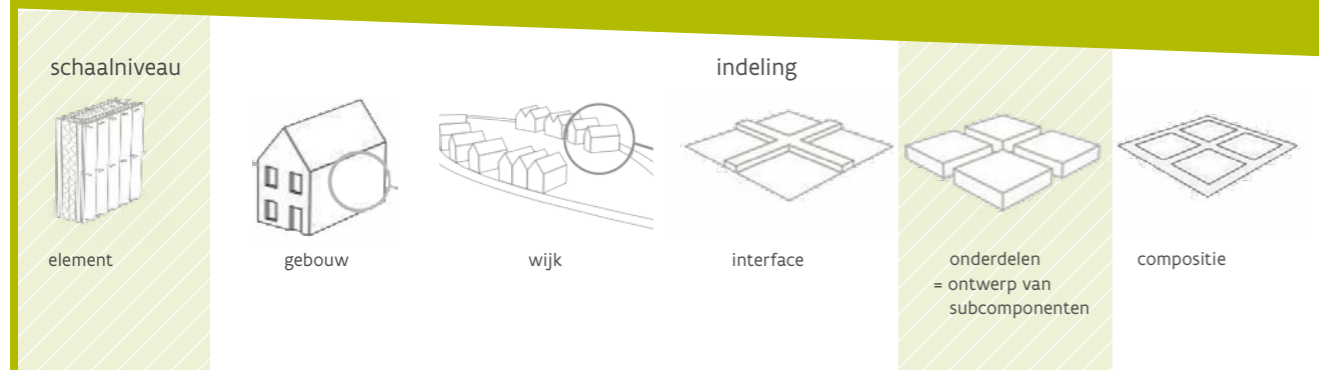 schaalniveau
indeling
element
gebouw
wijk
interface
onderdelen
= ontwerp van
subcomponenten
compositie